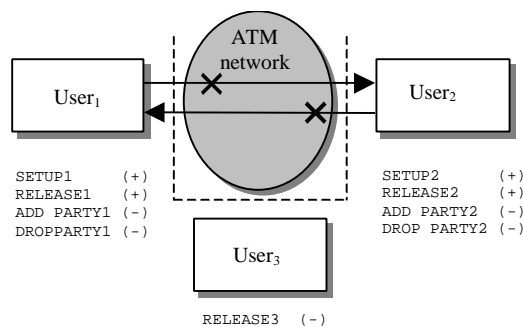 ATM
network
User₁
User₂
SETUP1 (+)
RELEASE1 (+)
ADD PARTY1 (-)
DROPPARTY1 (-)
SETUP2 (+)
RELEASE2 (+)
ADD PARTY2 (-)
DROP PARTY2 (-)
User₃
RELEASE3 (-)